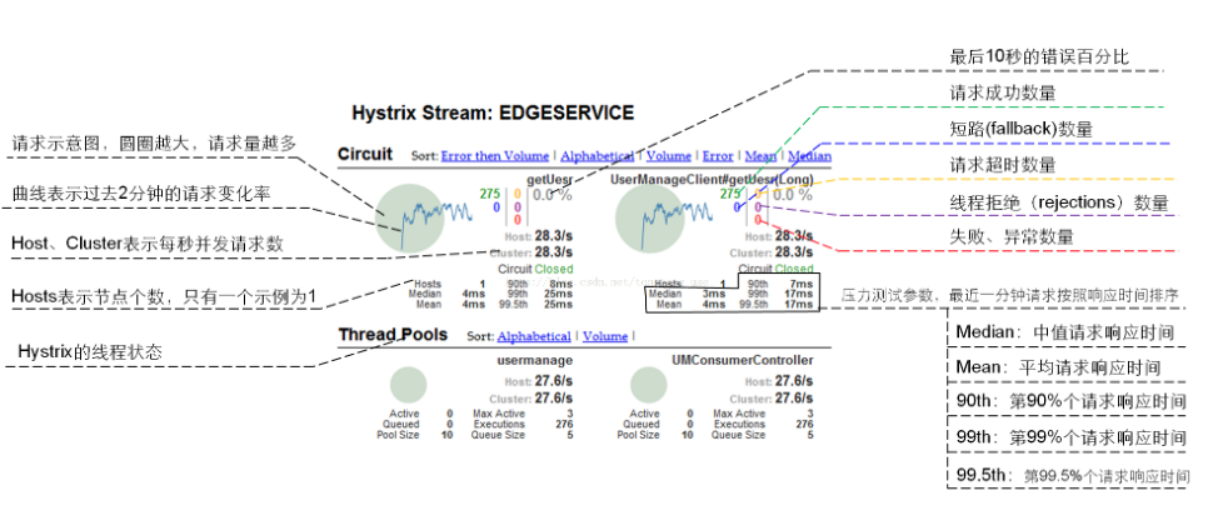 最后10秒的错误百分比
请求成功数量
短路(fallback)数量
请求超时数量
线程拒绝（rejections）数量
失败、异常数量
Hystrix Stream: EDGESERVICE
请求示意图，圆圈越大，请求量越多
曲线表示过去2分钟的请求变化率
Host、Cluster表示每秒并发请求数
Hosts表示节点个数，只有一个示例为1
Hystrix的线程状态
Circuit Sort: Error then Volume | Alphabetical | Volume | Error | Mean | Median
getUesr
275 0 0.0 %
0 0
0
Host: 28.3/s
Cluster: 28.3/s
Circuit Closed
Hosts 1 90th 8ms
Median 4ms 99th 25ms
Mean 4ms 99.5th 25ms
UserManageClient#getUesr(Long)
275 0 0.0 %
0 0
0
Host: 28.3/s
Cluster: 28.3/s
Circuit Closed
Hosts 1 90th 7ms
Median 3ms 99th 17ms
Mean 4ms 99.5th 17ms
压力测试参数，最近一分钟请求按照响应时间排序
Median：中值请求响应时间
Mean：平均请求响应时间
90th：第90%个请求响应时间
99th：第99%个请求响应时间
99.5th：第99.5%个请求响应时间
Thread Pools Sort: Alphabetical | Volume |
usermanage
Host: 27.6/s
Cluster: 27.6/s
Active 0 Max Active 3
Queued 0 Executions 276
Pool Size 10 Queue Size 5
UMConsumerController
Host: 27.6/s
Cluster: 27.6/s
Active 0 Max Active 3
Queued 0 Executions 276
Pool Size 10 Queue Size 5